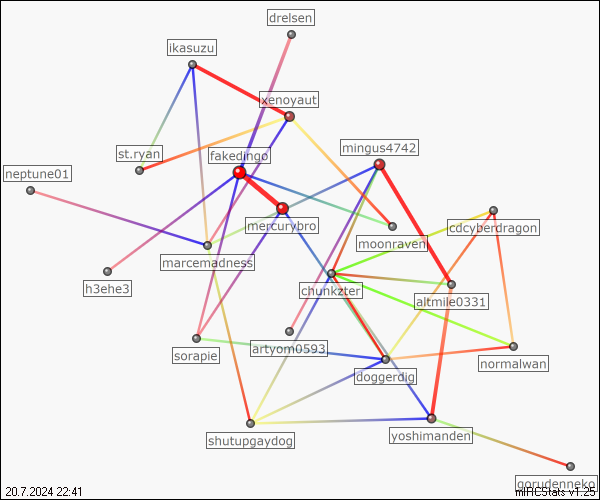 drelsen
ikasuzu
xenoyaut
mingus4742
st.ryan
fakedingo
neptune01
mercurybro
cdcyberdragon
moonraven
marcemadness
h3ehe3
chunkzter
altmile0331
sorapie
artyom0593
normalwan
doggerdig
shutupgaydog
yoshimanden
gorudenneko
20.7.2024 22:41
mIRCStats v1.25